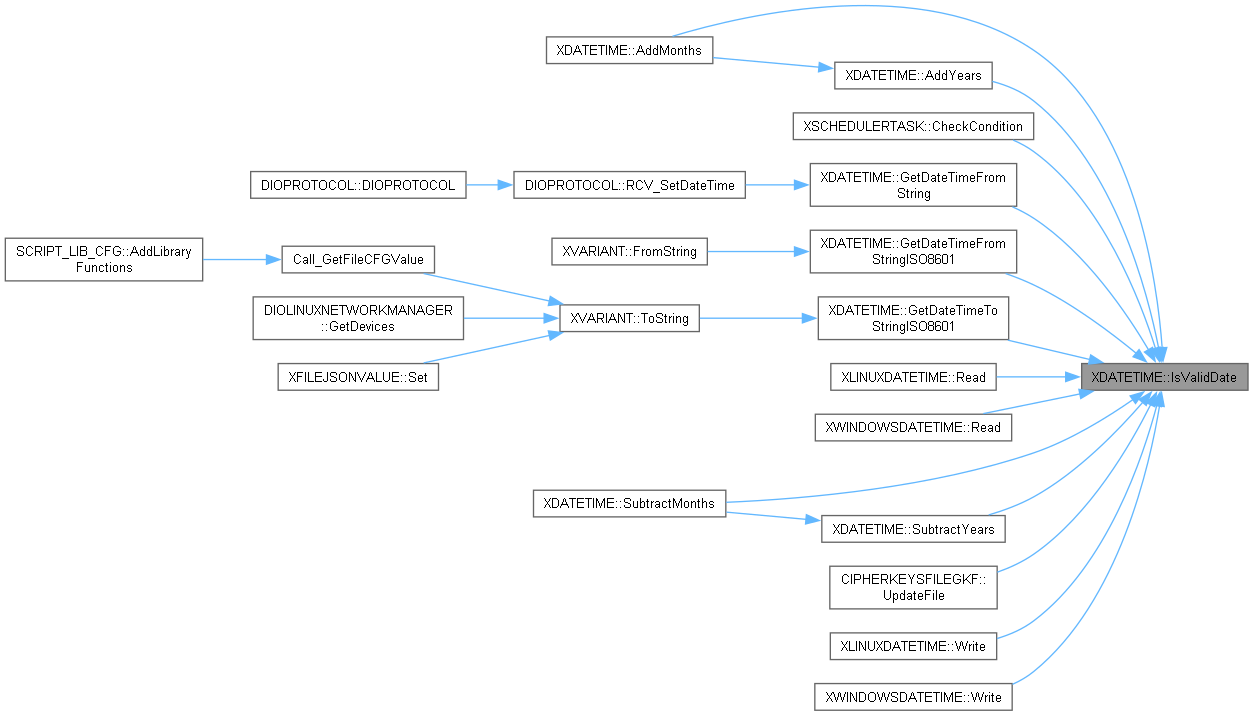 XDATETIME::AddMonths
XDATETIME::AddYears
XSCHEDULERTASK::CheckCondition
XDATETIME::GetDateTimeFrom
String
DIOPROTOCOL::RCV_SetDateTime
DIOPROTOCOL::DIOPROTOCOL
XDATETIME::GetDateTimeFrom
StringISO8601
XVARIANT::FromString
SCRIPT_LIB_CFG::AddLibrary
Functions
Call_GetFileCFGValue
DIOLINUXNETWORKMANAGER
::GetDevices
XVARIANT::ToString
XDATETIME::GetDateTimeTo
StringISO8601
XFILEJSONVALUE::Set
XLINUXDATETIME::Read
XDATETIME::IsValidDate
XWINDOWSDATETIME::Read
XDATETIME::SubtractMonths
XDATETIME::SubtractYears
CIPHERKEYSFILEGKF::
UpdateFile
XLINUXDATETIME::Write
XWINDOWSDATETIME::Write